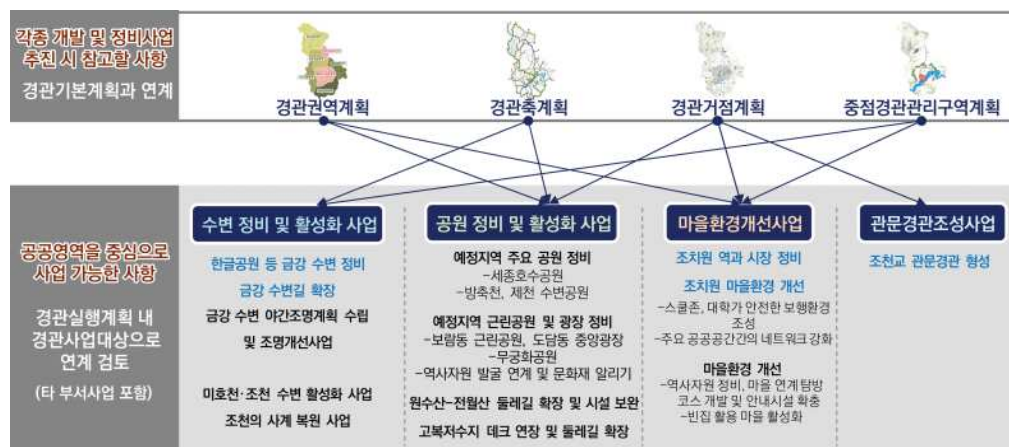 각종 개발 및 정비사업
추진 시 참고할 사항
경관기본계획과 연계
경관권역계획
경관축계획
경관거점계획
중점경관관리구역계획
공공영역을 중심으로
사업 가능한 사항
경관실행계획 내
경관사업대상으로
연계 검토
(타 부서사업 포함)
수변 정비 및 활성화 사업
한글공원 등 금강 수변 정비
금강 수변길 확장
금강 수변 야간조명계획 수립
및 조명개선사업
미호천·조천 수변 활성화 사업
조천의 사계 복원 사업
공원 정비 및 활성화 사업
예정지역 주요 공원 정비
-세종호수공원
-방축천, 제천 수변공원
예정지역 근린공원 및 광장 정비
-보람동 근린공원, 도담동 중앙광장
-무궁화공원
-역사자원 발굴 연계 및 문화재 알리기
원수산-전월산 둘레길 확장 및 시설 보완
고복저수지 데크 연장 및 둘레길 확장
마을환경개선사업
조치원 역과 시장 정비
조치원 마을환경 개선
-스쿨존, 대학가 안전한 보행환경
조성
-주요 공공공간간의 네트워크 강화
마을환경 개선
-역사자원 정비, 마을 연계 탐방
코스 개발 및 안내시설 확충
-빈집 활용 마을 활성화
관문경관조성사업
조천교 관문경관 형성